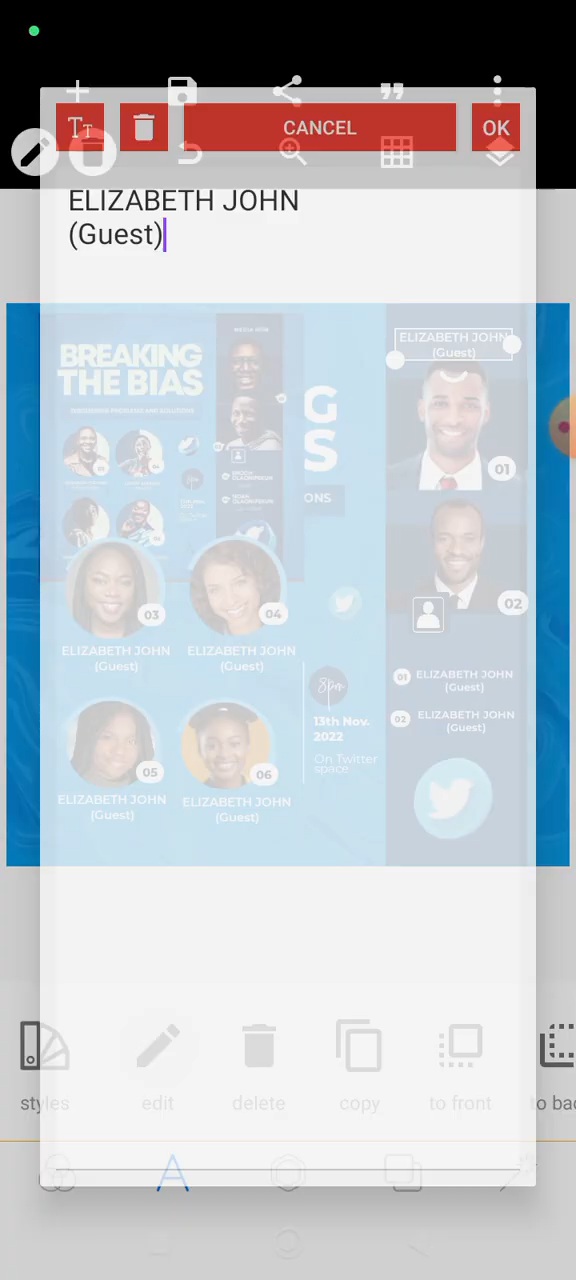 CANCEL
OK
ELIZABETH JOHN
(Guest)
BREAKING
THE BIAS
G
S
ONS
ELIZABETH JOHN
(Guest)
01
02
03
04
ELIZABETH JOHN
(Guest)
ELIZABETH JOHN
(Guest)
8pm
13th Nov.
2022
On Twitter
space
01 ELIZABETH JOHN
(Guest)
02 ELIZABETH JOHN
(Guest)
05
06
ELIZABETH JOHN
(Guest)
ELIZABETH JOHN
(Guest)
styles
edit
delete
copy
to front
to bac